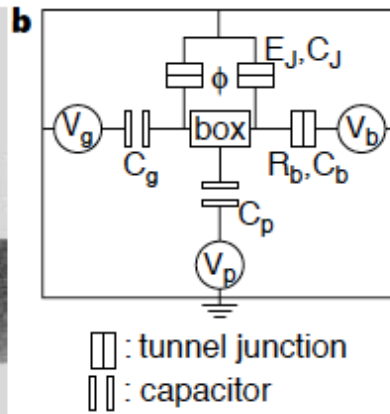 b
E_J,C_J
ϕ
V_g
box
V_b
C_g
R_b,C_b
C_p
V_p
: tunnel junction
: capacitor